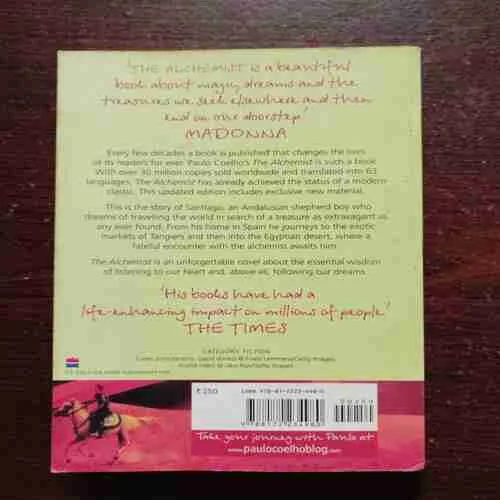 'THE ALCHEMIST is a beautiful
book about magic, dreams and the
treasures we seek elsewhere and then
find on our doorstep'
MADONNA
Every few decades a book is published that changes the lives
of its readers for ever. Paulo Coelho's The Alchemist is such a book.
With over 30 million copies sold worldwide and translated into 63
languages, The Alchemist has already achieved the status of a modern
classic. This updated edition includes exclusive new material.
This is the story of Santiago, an Andalusian shepherd boy who
dreams of travelling the world in search of a treasure as extravagant as
any ever found. From his home in Spain he journeys to the exotic
markets of Tangiers and then into the Egyptian desert, where a
fateful encounter with the alchemist awaits him.
The Alchemist is an unforgettable novel about the essential wisdom
of listening to our heart and, above all, following our dreams.
'His books have had a
life-enhancing impact on millions of people'
THE TIMES
CATEGORY FICTION
₹ 250
ISBN 978-81-7223-498-0
Take your journey with Paulo at
www.paulocoelhoblog.com